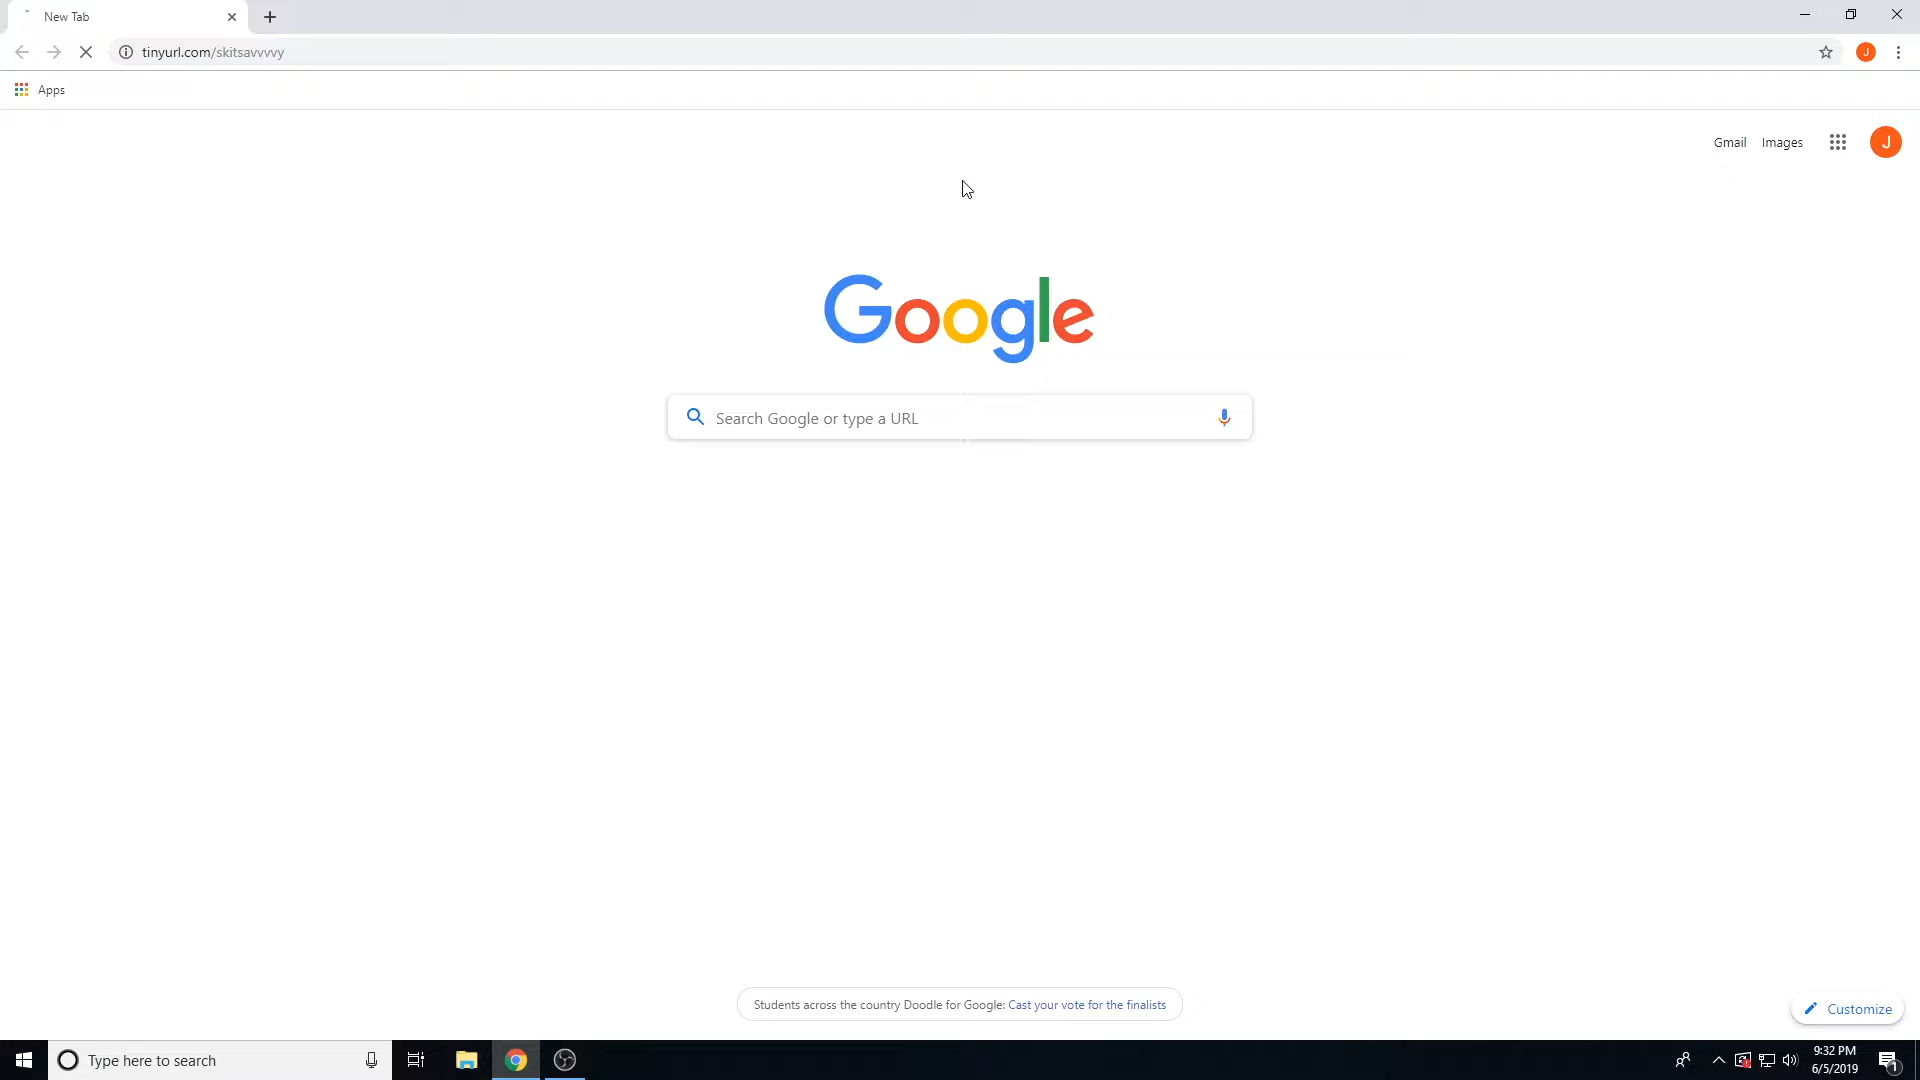 New Tab
tinyurl.com/skitsavvvvy
J
Apps
Gmail Images
J
Google
Search Google or type a URL
Students across the country Doodle for Google: Cast your vote for the finalists
Customize
Type here to search
9:32 PM
6/5/2019
1